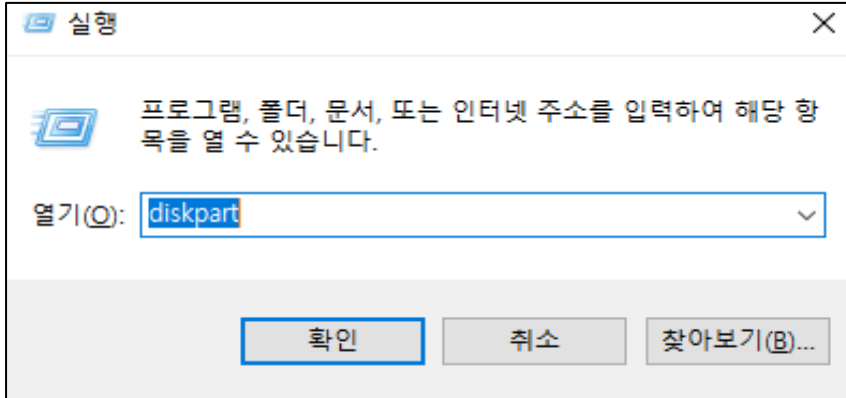 실행
프로그램, 폴더, 문서, 또는 인터넷 주소를 입력하여 해당 항
목을 열 수 있습니다.
열기(O): diskpart
확인 취소 찾아보기(B)...